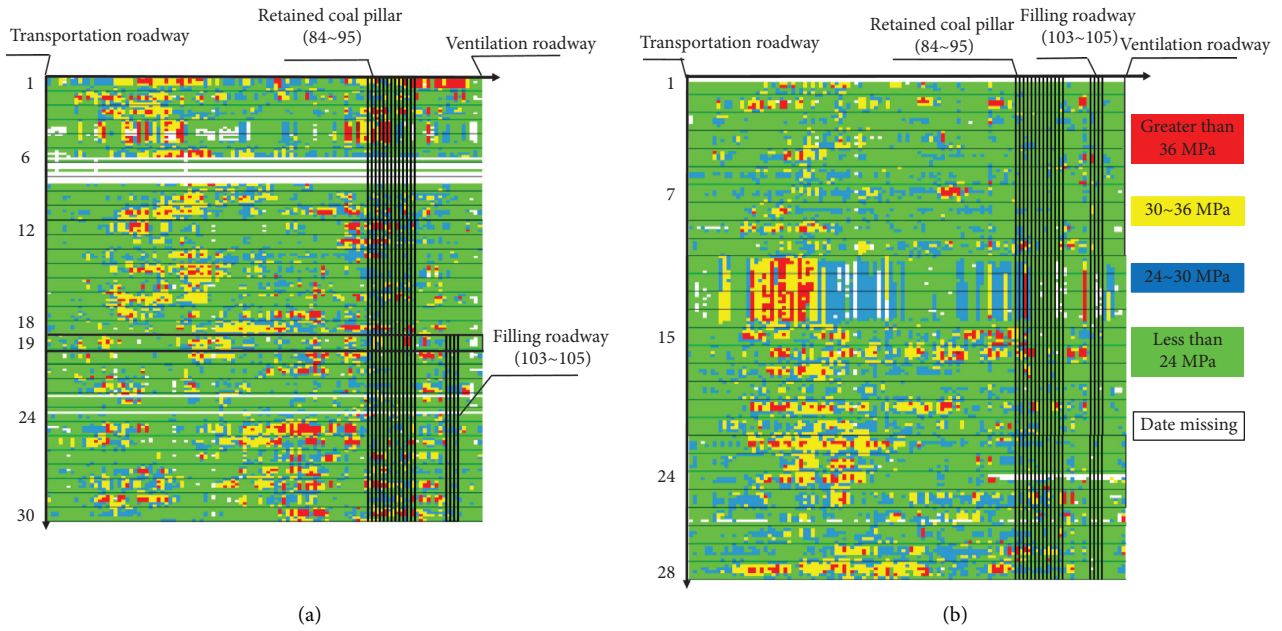 Retained coal pillar
(84~95)
Transportation roadway
Ventilation roadway
1
6
12
18
19
24
30
Filling roadway
(103~105)
(a)
Filling roadway
(103~105)
Retained coal pillar
(84~95)
Transportation roadway
Ventilation roadway
1
7
15
24
28
Greater than
36 MPa
30~36 MPa
24~30 MPa
Less than
24 MPa
Date missing
(b)